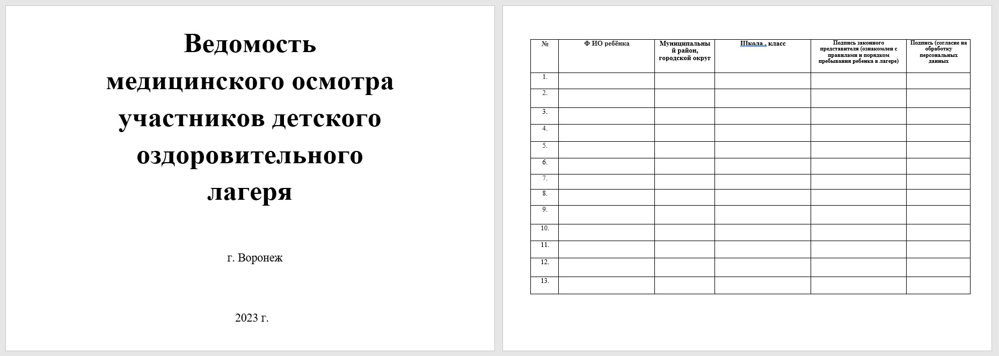 Ведомость
медицинского осмотра
участников детского
оздоровительного
лагеря
г. Воронеж
2023 г.
№
Ф ИО ребёнка
Муниципальны
й район,
городской округ
Школа , класс
Подпись законного
представителя (ознакомлен с
правилами и порядком
пребывания ребенка в лагере)
Подпись (согласие на
обработку
персональных
данных
1.
2.
3.
4.
5.
6.
7.
8.
9.
10.
11.
12.
13.